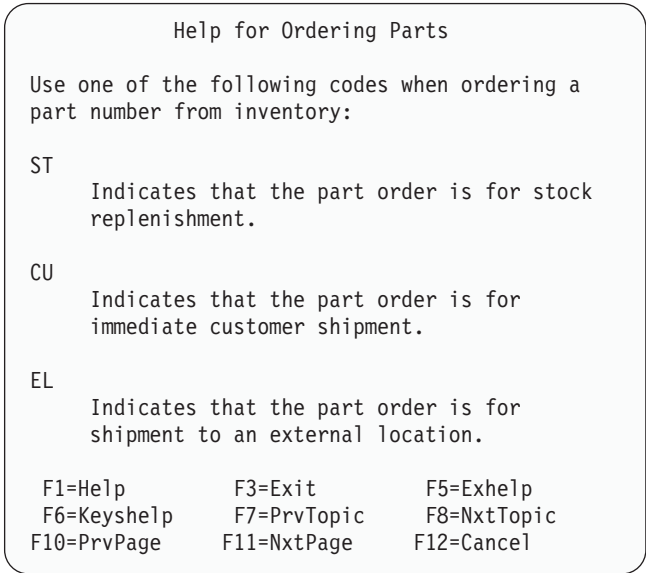 Help for Ordering Parts
Use one of the following codes when ordering a
part number from inventory:
ST
Indicates that the part order is for stock
replenishment.
CU
Indicates that the part order is for
immediate customer shipment.
EL
Indicates that the part order is for
shipment to an external location.
F1=Help F3=Exit F5=Exhelp
F6=Keyshelp F7=PrvTopic F8=NxtTopic
F10=PrvPage F11=NxtPage F12=Cancel